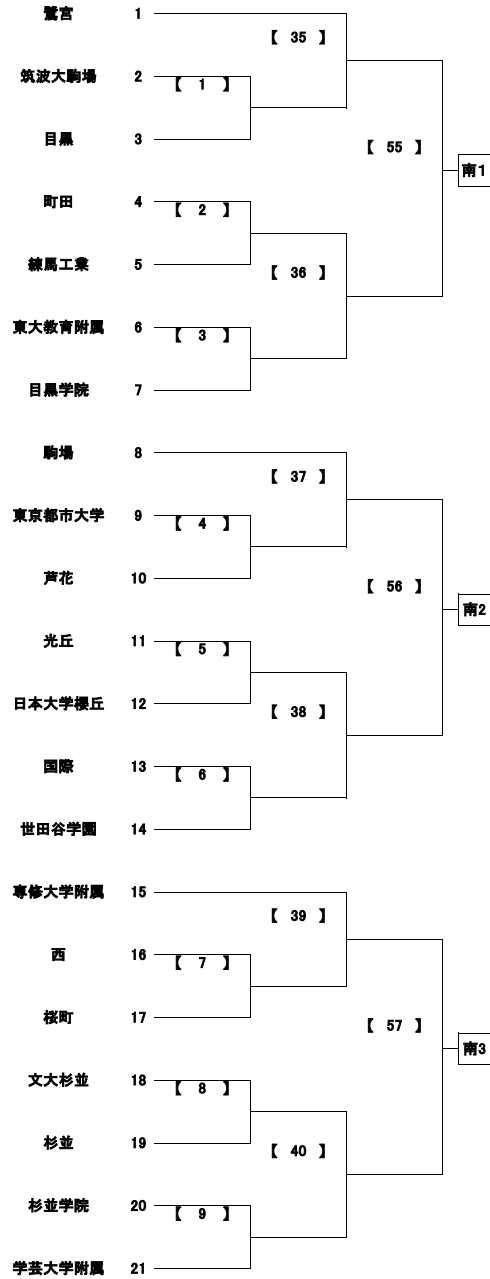 鷺宮 1
【 35 】
筑波大駒場 2
【 1 】
目黒 3
【 55 】
南1
町田 4
【 2 】
練馬工業 5
【 36 】
東大教育附属 6
【 3 】
目黒学院 7
駒場 8
【 37 】
東京都市大学 9
【 4 】
芦花 10
【 56 】
南2
光丘 11
【 5 】
日本大学櫻丘 12
【 38 】
国際 13
【 6 】
世田谷学園 14
専修大学附属 15
【 39 】
西 16
【 7 】
桜町 17
【 57 】
南3
文大杉並 18
【 8 】
杉並 19
【 40 】
杉並学院 20
【 9 】
学芸大学附属 21